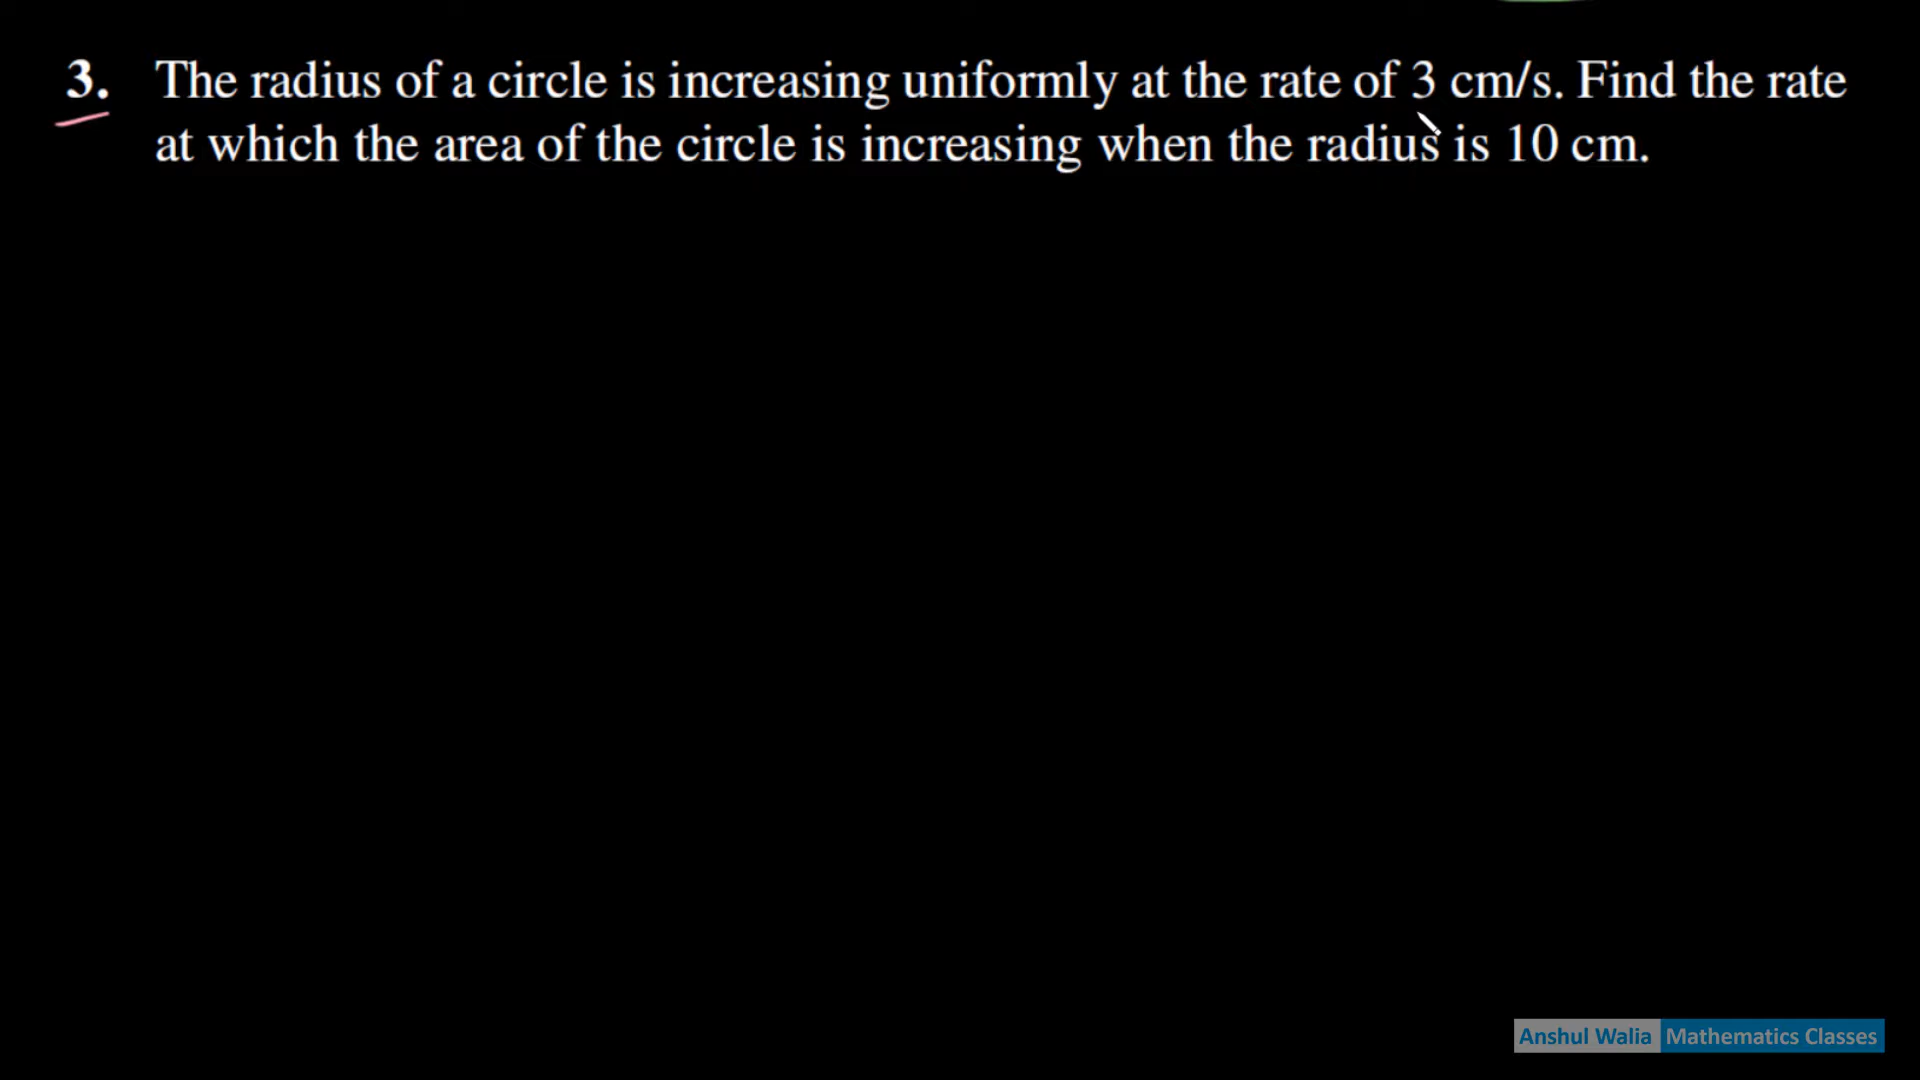 3. The radius of a circle is increasing uniformly at the rate of 3 cm/s. Find the rate
at which the area of the circle is increasing when the radius is 10 cm.
Anshul Walia Mathematics Classes